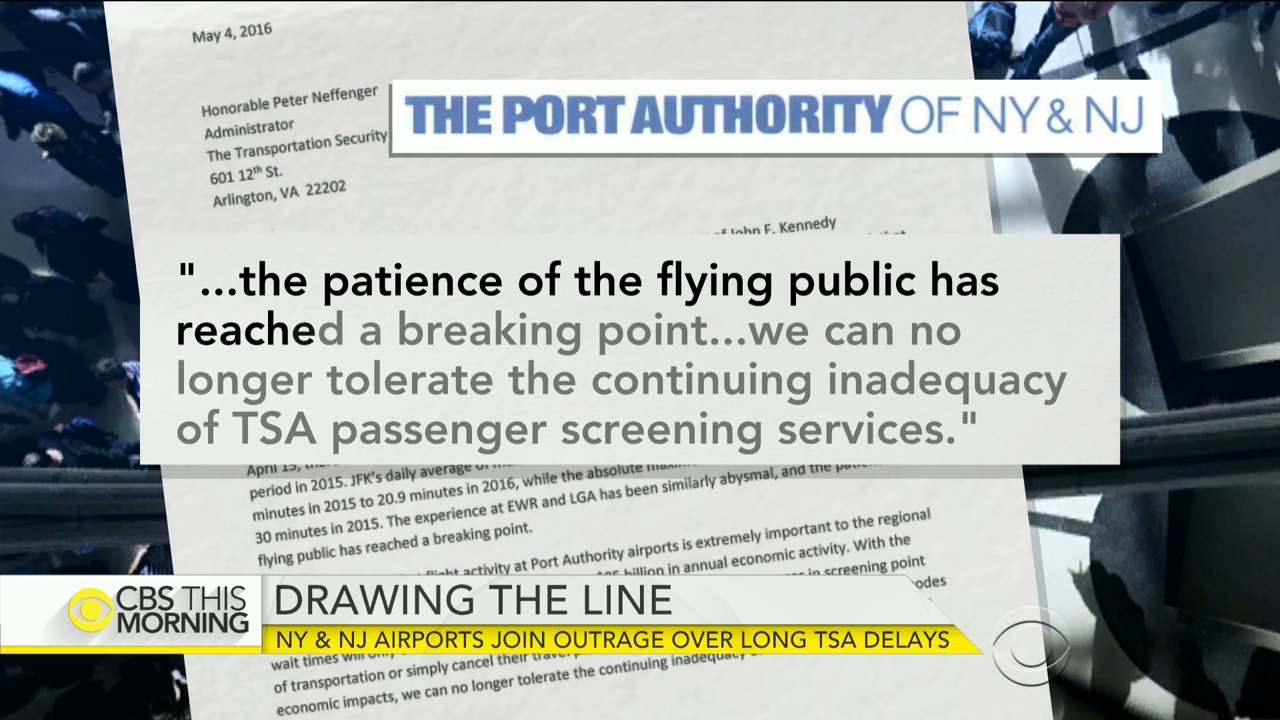 May 4, 2016
Honorable Peter Neffenger
Administrator
The Transportation Security
601 12th St.
Arlington, VA 22202
THE PORT AUTHORITY OF NY & NJ
of John F. Kennedy
"...the patience of the flying public has
reached a breaking point...we can no
longer tolerate the continuing inadequacy
of TSA passenger screening services."
April 15,
period in 2015. JFK's daily average of
minutes in 2015 to 20.9 minutes in 2016, while the absolute
30 minutes in 2015. The experience at EWR and LGA has been similarly abysmal, and the
flying public has reached a breaking point.
flight activity at Port Authority airports is extremely important to the regional
billion in annual economic activity. With the
in screening point
CBS THIS
MORNING
DRAWING THE LINE
NY & NJ AIRPORTS JOIN OUTRAGE OVER LONG TSA DELAYS
wait times will
of transportation or simply cancel their
economic impacts, we can no longer tolerate the continuing inadequacy